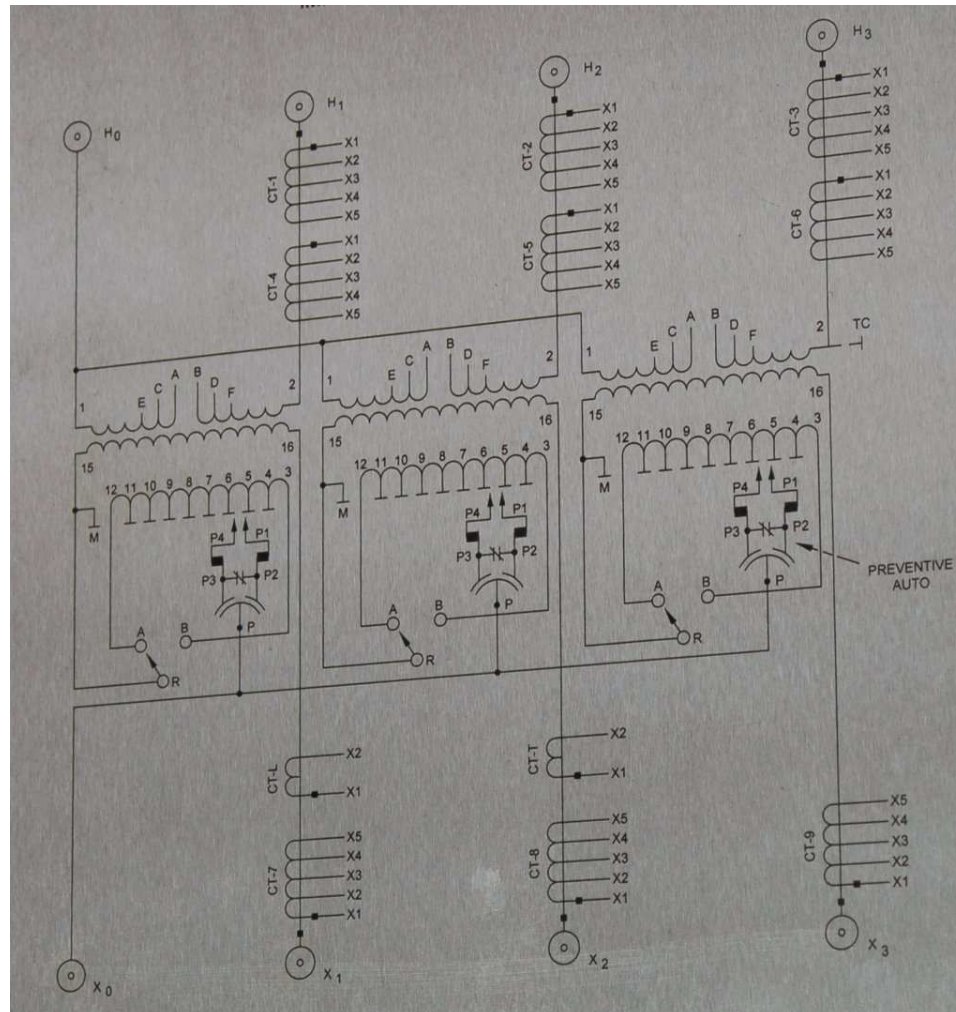 H3
H2
H1
H0
X1
X2
X3
X4
X5
CT-3
X1
X2
X3
X4
X5
CT-2
X1
X2
X3
X4
X5
CT-1
X1
X2
X3
X4
X5
CT-6
X1
X2
X3
X4
X5
CT-5
X1
X2
X3
X4
X5
CT-4
1 E C A B D F 2
1 E C A B D F 2
1 E C A B D F 2 TC
15 16
15 16
15 16
12 11 10 9 8 7 6 5 4 3
12 11 10 9 8 7 6 5 4 3
12 11 10 9 8 7 6 5 4 3
M P4 P1
M P4 P1
M P4 P1
P3 P2
P3 P2
P3 P2
PREVENTIVE
AUTO
A B P
A B P
A B P
R
R
R
X2
CT-L
X1
X2
CT-T
X1
X5
X4
X3
X2
X1
CT-7
X5
X4
X3
X2
X1
CT-8
X5
X4
X3
X2
X1
CT-9
X0
X1
X2
X3